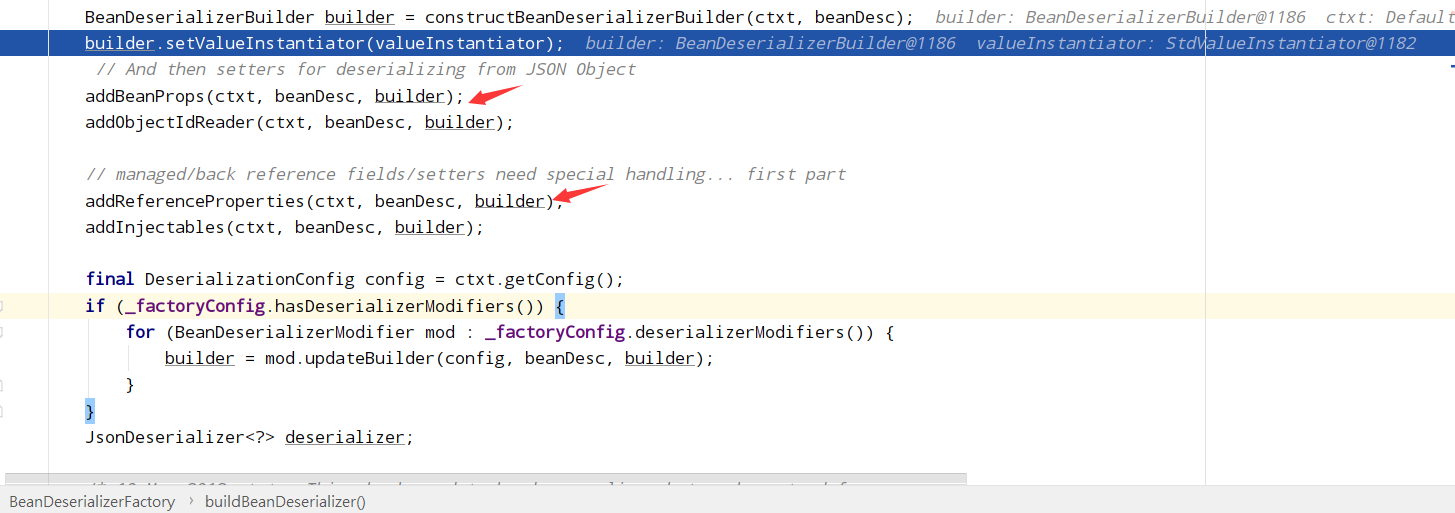 BeanDeserializerBuilder builder = constructBeanDeserializerBuilder(ctxt, beanDesc);  builder: BeanDeserializerBuilder@1186  ctxt: Default
builder.setValueInstantiator(valueInstantiator);  builder: BeanDeserializerBuilder@1186  valueInstantiator: StdValueInstantiator@1182
// And then setters for deserializing from JSON Object
addBeanProps(ctxt, beanDesc, builder);
addObjectIdReader(ctxt, beanDesc, builder);
// managed/back reference fields/setters need special handling... first part
addReferenceProperties(ctxt, beanDesc, builder);
addInjectables(ctxt, beanDesc, builder);
final DeserializationConfig config = ctxt.getConfig();
if (_factoryConfig.hasDeserializerModifiers()) {
for (BeanDeserializerModifier mod : _factoryConfig.deserializerModifiers()) {
builder = mod.updateBuilder(config, beanDesc, builder);
}
}
JsonDeserializer<?> deserializer;
BeanDeserializerFactory › buildBeanDeserializer()